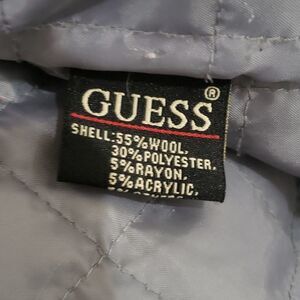 GUESS®
SHELL:55%WOOL.
30%POLYESTER.
5%RAYON.
5%ACRYLIC.